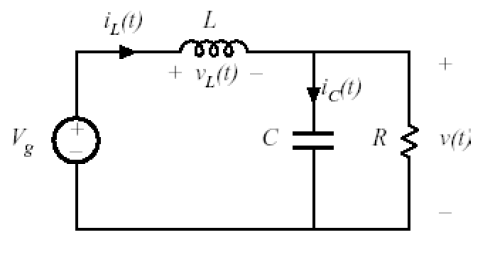 i_L(t) L
+ v_L(t) −
i_C(t)
+
V_g + −
C R v(t)
−